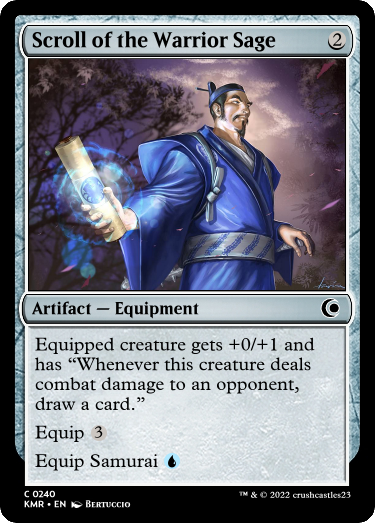 Scroll of the Warrior Sage 2
Artifact — Equipment
Equipped creature gets +0/+1 and
has “Whenever this creature deals
combat damage to an opponent,
draw a card.”
Equip 3
Equip Samurai
C 0240
KMR • EN Bertuccio
™ & © 2022 crushcastles23